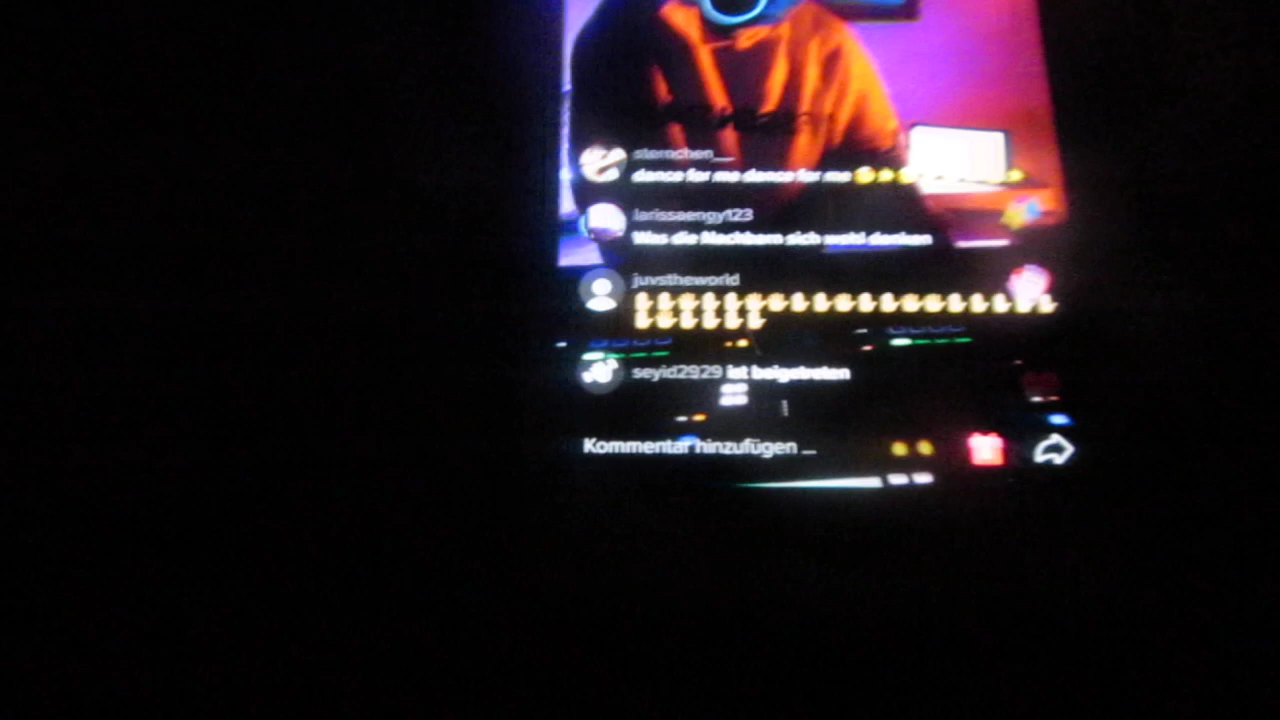 sternchen__
dance for me dance for me
larissaengy123
Was die Nachbarn sich wohl denken
juvstheworld
✋✋✋✋✋✋✋✋✋✋✋✋✋✋✋✋✋✋✋
✋✋✋✋✋✋
seyid2929 ist beigetreten
Kommentar hinzufügen ...